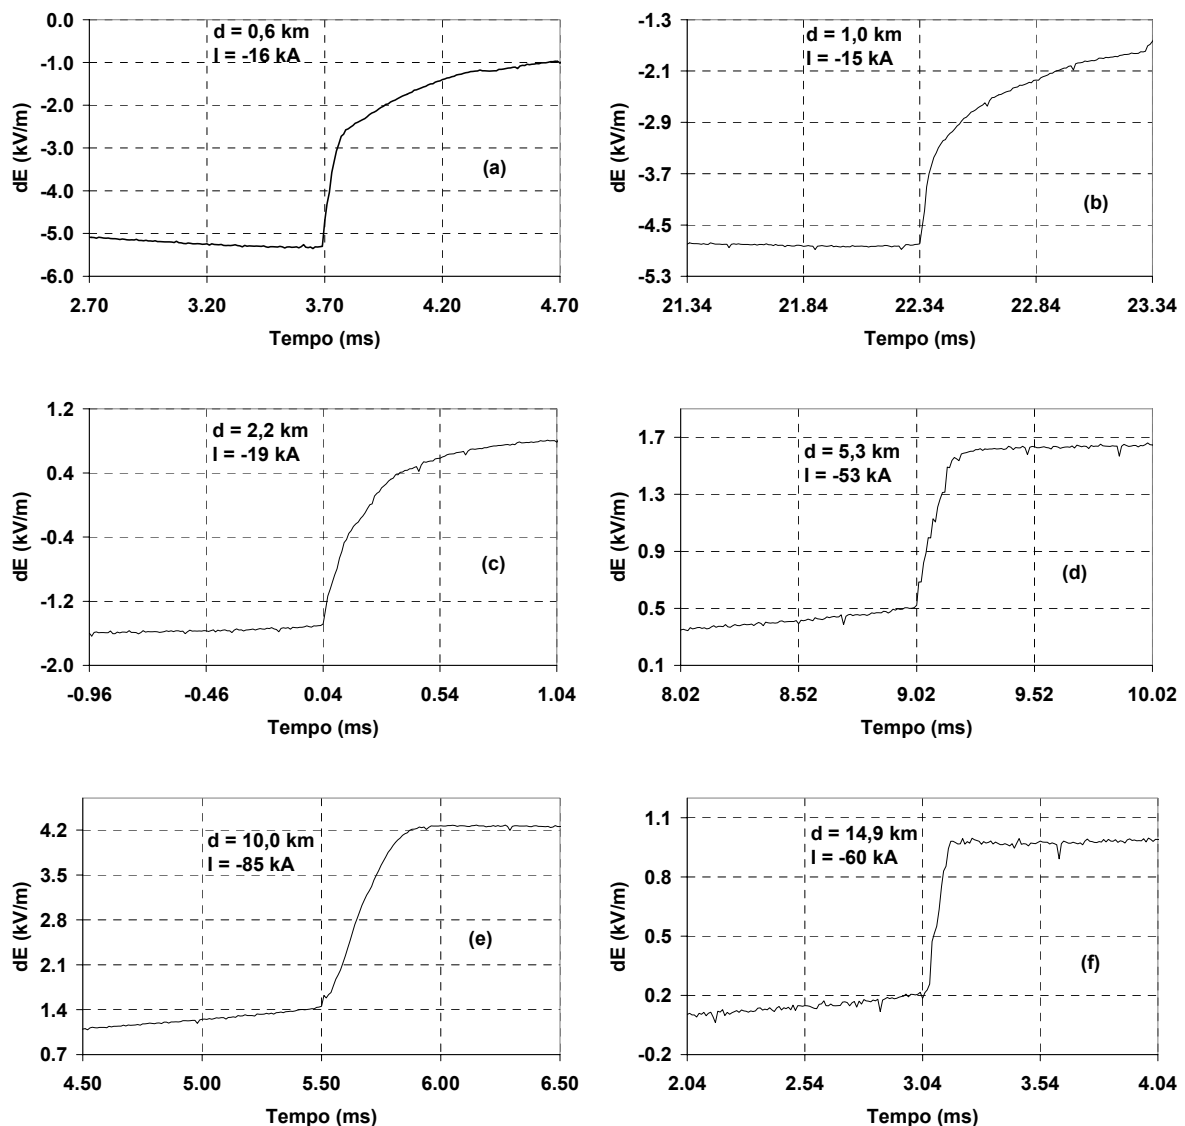 0.0
-1.0
-2.0
-3.0
-4.0
-5.0
-6.0
dE (kV/m)
d = 0,6 km
I = -16 kA
(a)
2.70 3.20 3.70 4.20 4.70
Tempo (ms)
-1.3
-2.1
-2.9
-3.7
-4.5
-5.3
dE (kV/m)
d = 1,0 km
I = -15 kA
(b)
21.34 21.84 22.34 22.84 23.34
Tempo (ms)
1.2
0.4
-0.4
-1.2
-2.0
dE (kV/m)
d = 2,2 km
I = -19 kA
(c)
-0.96 -0.46 0.04 0.54 1.04
Tempo (ms)
1.7
1.3
0.9
0.5
0.1
dE (kV/m)
d = 5,3 km
I = -53 kA
(d)
8.02 8.52 9.02 9.52 10.02
Tempo (ms)
4.2
3.5
2.8
2.1
1.4
0.7
dE (kV/m)
d = 10,0 km
I = -85 kA
(e)
4.50 5.00 5.50 6.00 6.50
Tempo (ms)
1.1
0.8
0.5
0.2
-0.2
dE (kV/m)
d = 14,9 km
I = -60 kA
(f)
2.04 2.54 3.04 3.54 4.04
Tempo (ms)